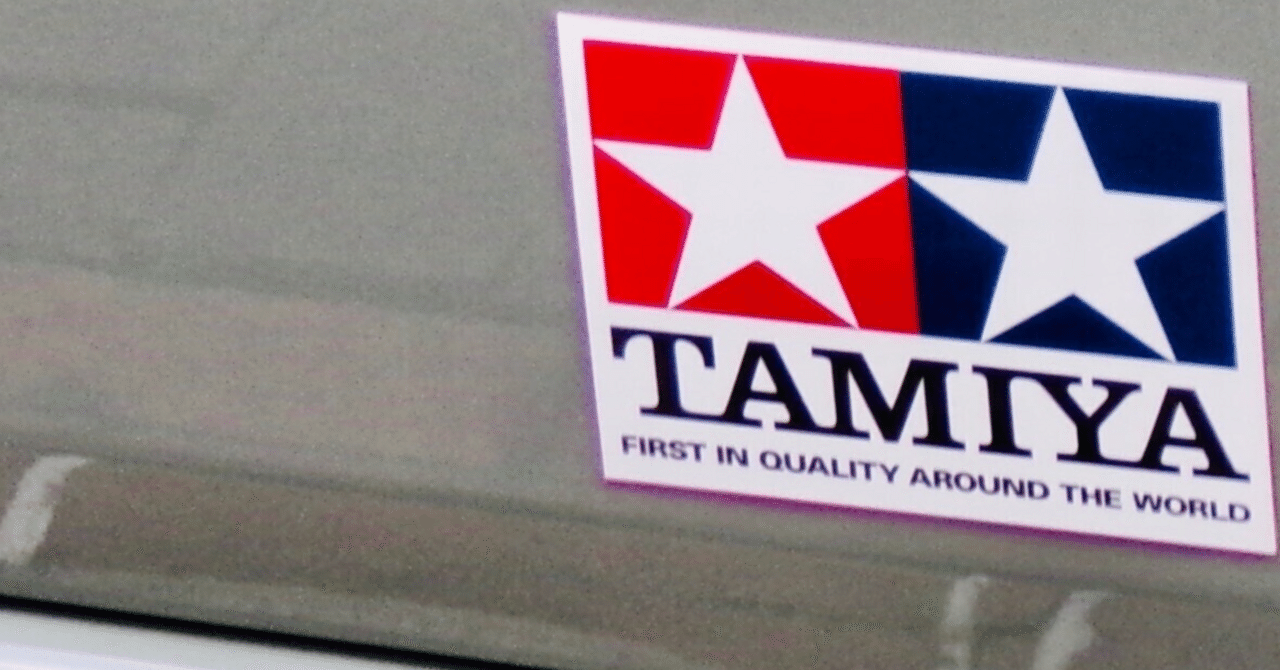 TAMIYA
FIRST IN QUALITY AROUND THE WORLD